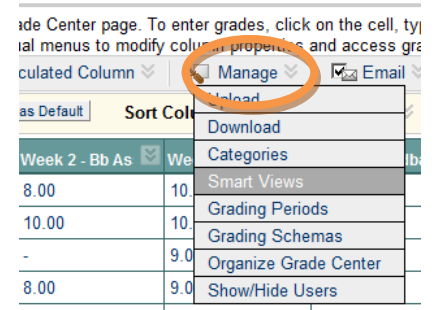 ade Center page. To enter grades, click on the cell, ty
al menus to modify column properties and access gra
culated Column Manage Email
as Default Sort Colu
Upload
Download
Week 2 - Bb As We Categories
8.00 10. Smart Views
Grading Periods
10.00 10. Grading Schemas
- 9.0 Organize Grade Center
8.00 9.0 Show/Hide Users